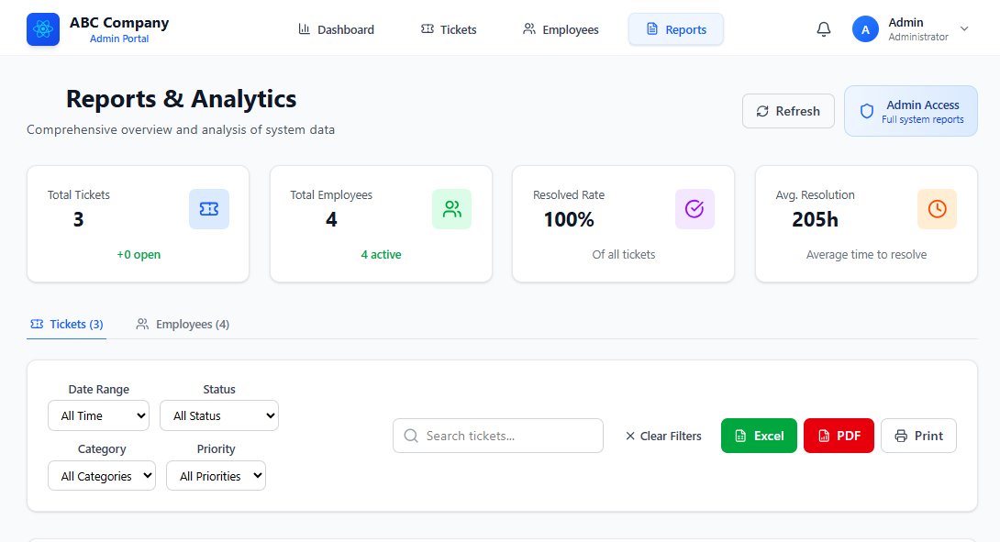 ABC Company
Admin Portal
Dashboard
Tickets
Employees
Reports
A
Admin
Administrator
Reports & Analytics
Comprehensive overview and analysis of system data
Refresh
Admin Access
Full system reports
Total Tickets
3
+0 open
Total Employees
4
4 active
Resolved Rate
100%
Of all tickets
Avg. Resolution
205h
Average time to resolve
Tickets (3)
Employees (4)
Date Range
All Time
Status
All Status
Category
All Categories
Priority
All Priorities
Search tickets...
Clear Filters
Excel
PDF
Print